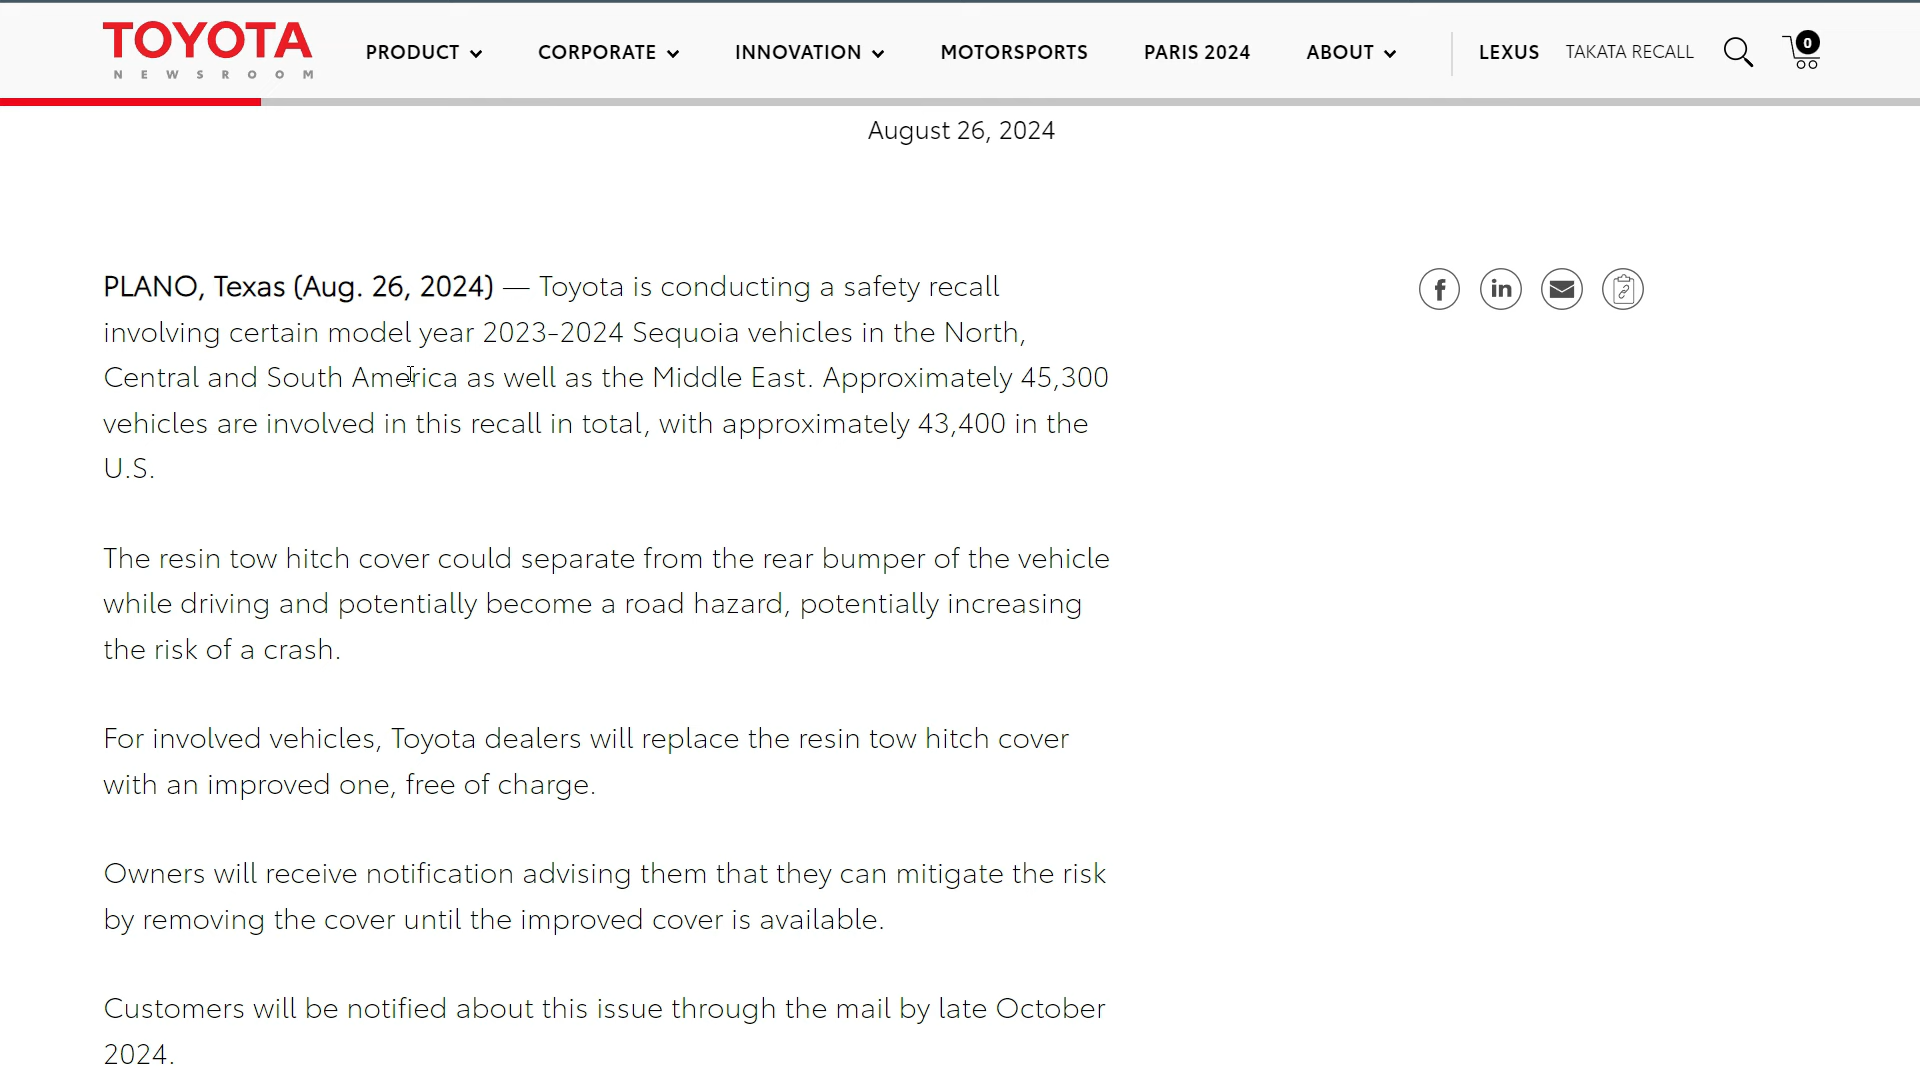 TOYOTA
NEWSROOM
PRODUCT
CORPORATE
INNOVATION
MOTORSPORTS
PARIS 2024
ABOUT
LEXUS
TAKATA RECALL
0
August 26, 2024
PLANO, Texas (Aug. 26, 2024) — Toyota is conducting a safety recall
involving certain model year 2023-2024 Sequoia vehicles in the North,
Central and South America as well as the Middle East. Approximately 45,300
vehicles are involved in this recall in total, with approximately 43,400 in the
U.S.
The resin tow hitch cover could separate from the rear bumper of the vehicle
while driving and potentially become a road hazard, potentially increasing
the risk of a crash.
For involved vehicles, Toyota dealers will replace the resin tow hitch cover
with an improved one, free of charge.
Owners will receive notification advising them that they can mitigate the risk
by removing the cover until the improved cover is available.
Customers will be notified about this issue through the mail by late October
2024.